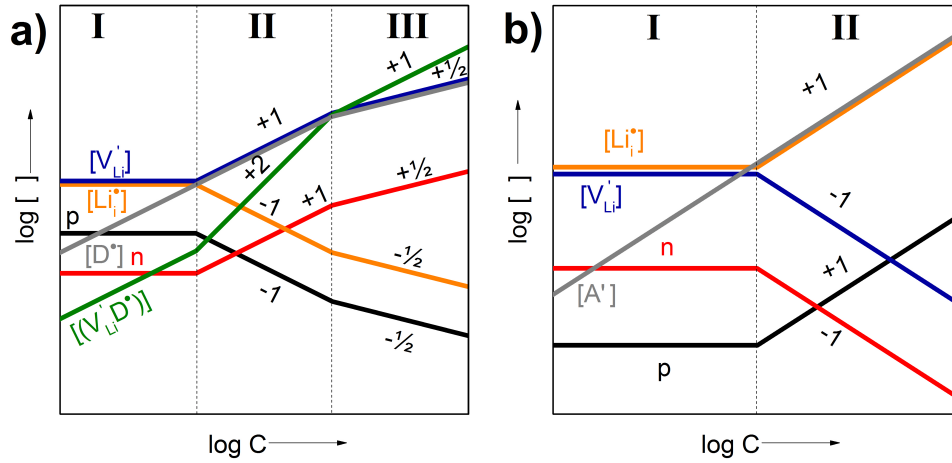 a)
I II III
+1
+½
[V'Li]
+1
[Li•i]
+2
-1
+1
+½
p
[D•] n
-1
-½
[(V'LiD•)]
-½
log [ ]
log C
b)
I II
+1
[Li•i]
[V'Li]
-1
n
+1
[A']
-1
p
log [ ]
log C